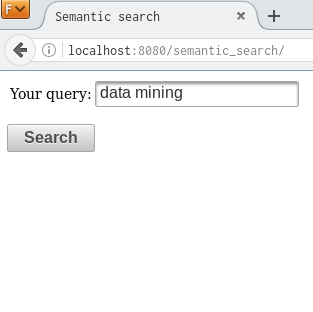 F
Semantic search
localhost:8080/semantic_search/
Your query: data mining
Search